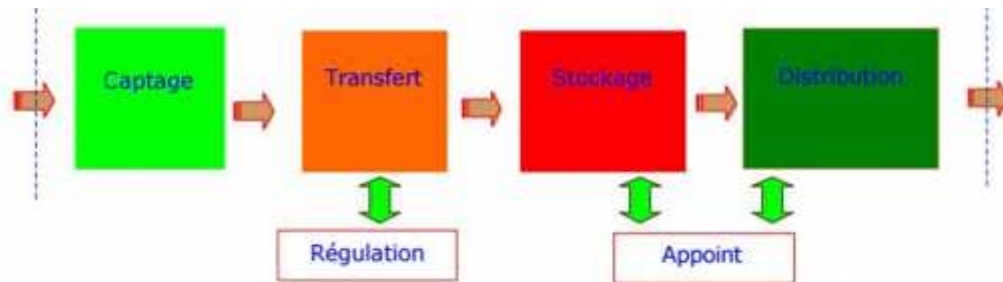 Captage
Transfert
Stockage
Distribution
Régulation
Appoint